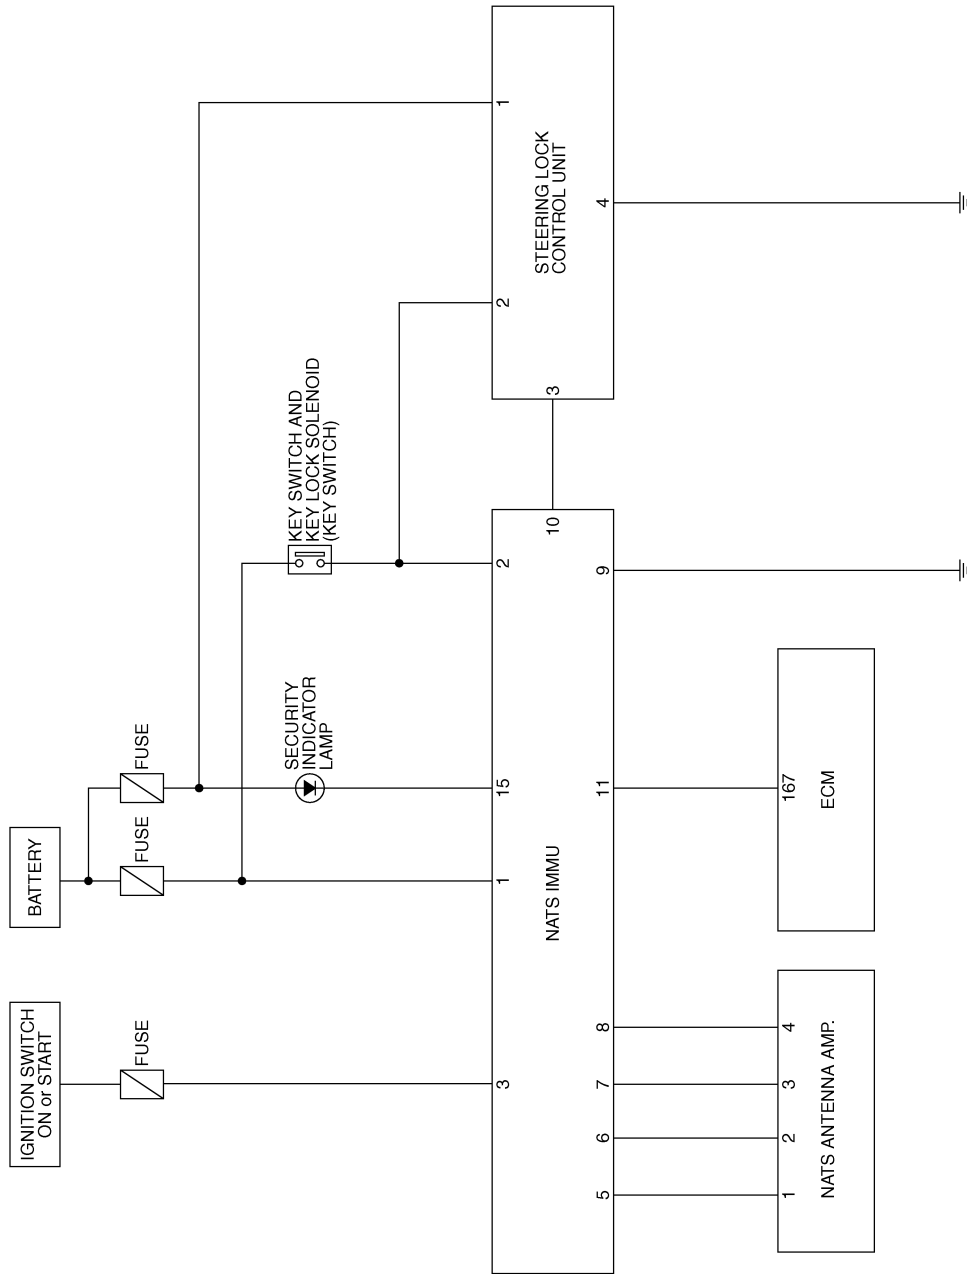 IGNITION SWITCH
ON or START
BATTERY
FUSE
FUSE
FUSE
SECURITY
INDICATOR
LAMP
KEY SWITCH AND
KEY LOCK SOLENOID
(KEY SWITCH)
3
1
15
2
2
1
NATS IMMU
10
3
STEERING LOCK
CONTROL UNIT
5
6
7
8
11
9
4
1
2
3
4
167
NATS ANTENNA AMP.
ECM